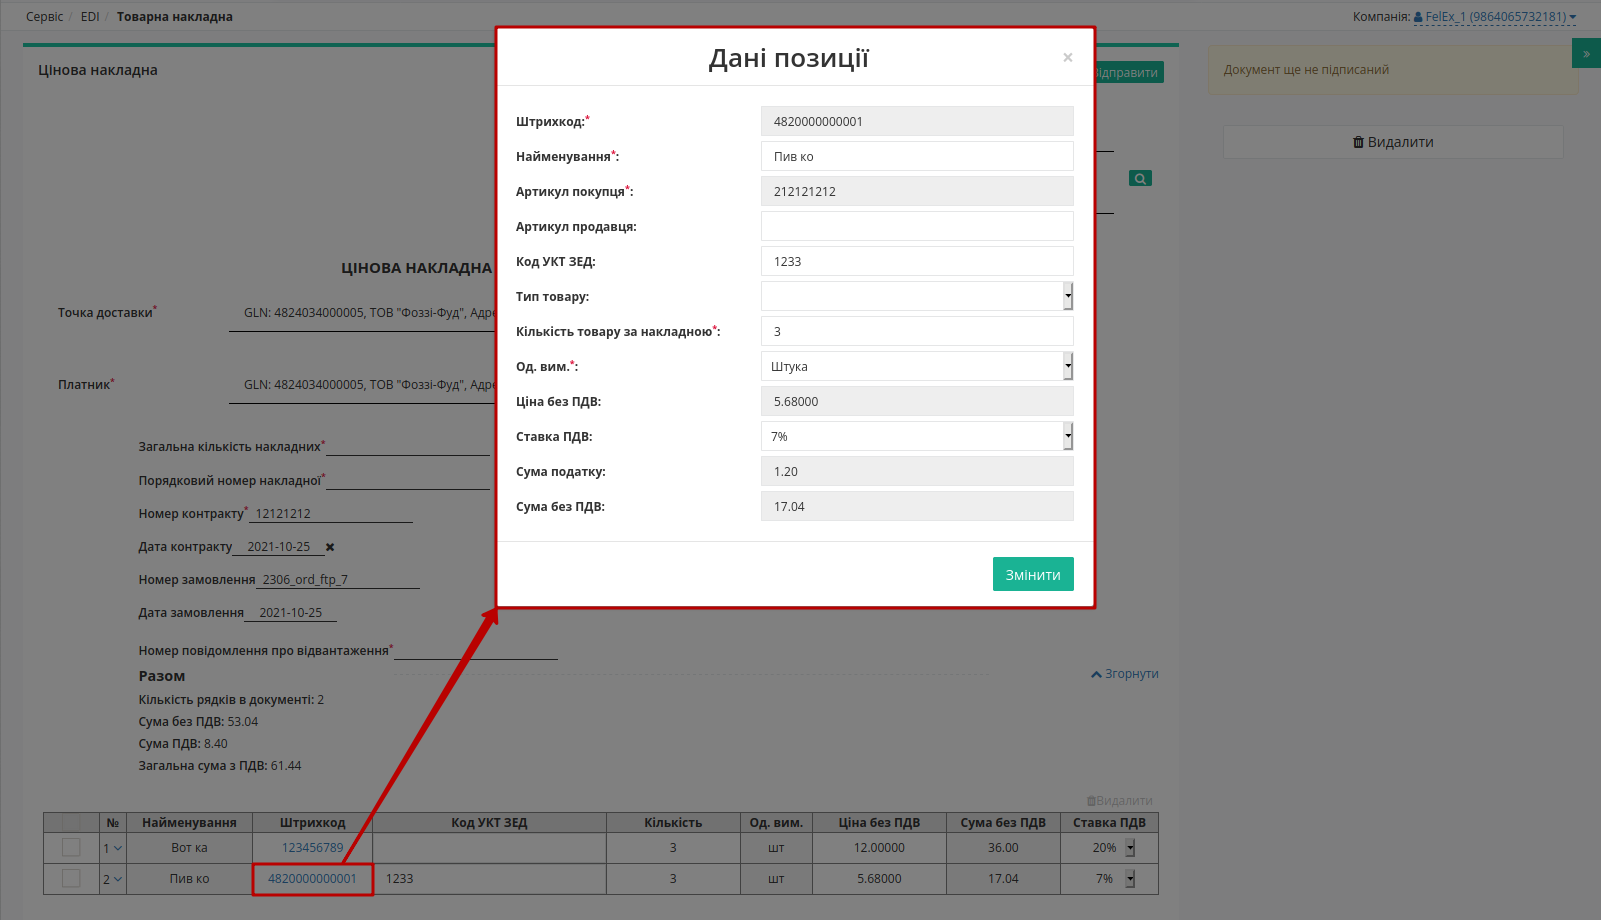 Сервіс / EDI / Товарна накладна
Компанія: FelEx_1 (9864065732181)
Цінова накладна
Відправити
Документ ще не підписаний
»
Видалити
ЦІНОВА НАКЛАДНА
Точка доставки* GLN: 4824034000005, ТОВ "Фоззі-Фуд", Адре
Платник* GLN: 4824034000005, ТОВ "Фоззі-Фуд", Адре
Загальна кількість накладних*
Порядковий номер накладної*
Номер контракту* 12121212
Дата контракту 2021-10-25 ✖
Номер замовлення 2306_ord_ftp_7
Дата замовлення 2021-10-25
Номер повідомлення про відвантаження*
Разом
Згорнути
Кількість рядків в документі: 2
Сума без ПДВ: 53.04
Сума ПДВ: 8.40
Загальна сума з ПДВ: 61.44
Видалити
№ Найменування Штрихкод Код УКТ ЗЕД Кількість Од. вим. Ціна без ПДВ Сума без ПДВ Ставка ПДВ
1 Вот ка 123456789 3 шт 12.00000 36.00 20%
2 Пив ко 4820000000001 1233 3 шт 5.68000 17.04 7%
Дані позиції
×
Штрихкод:* 4820000000001
Найменування*: Пив ко
Артикул покупця*: 212121212
Артикул продавця:
Код УКТ ЗЕД: 1233
Тип товару:
Кількість товару за накладною*: 3
Од. вим.*: Штука
Ціна без ПДВ: 5.68000
Ставка ПДВ: 7%
Сума податку: 1.20
Сума без ПДВ: 17.04
Змінити